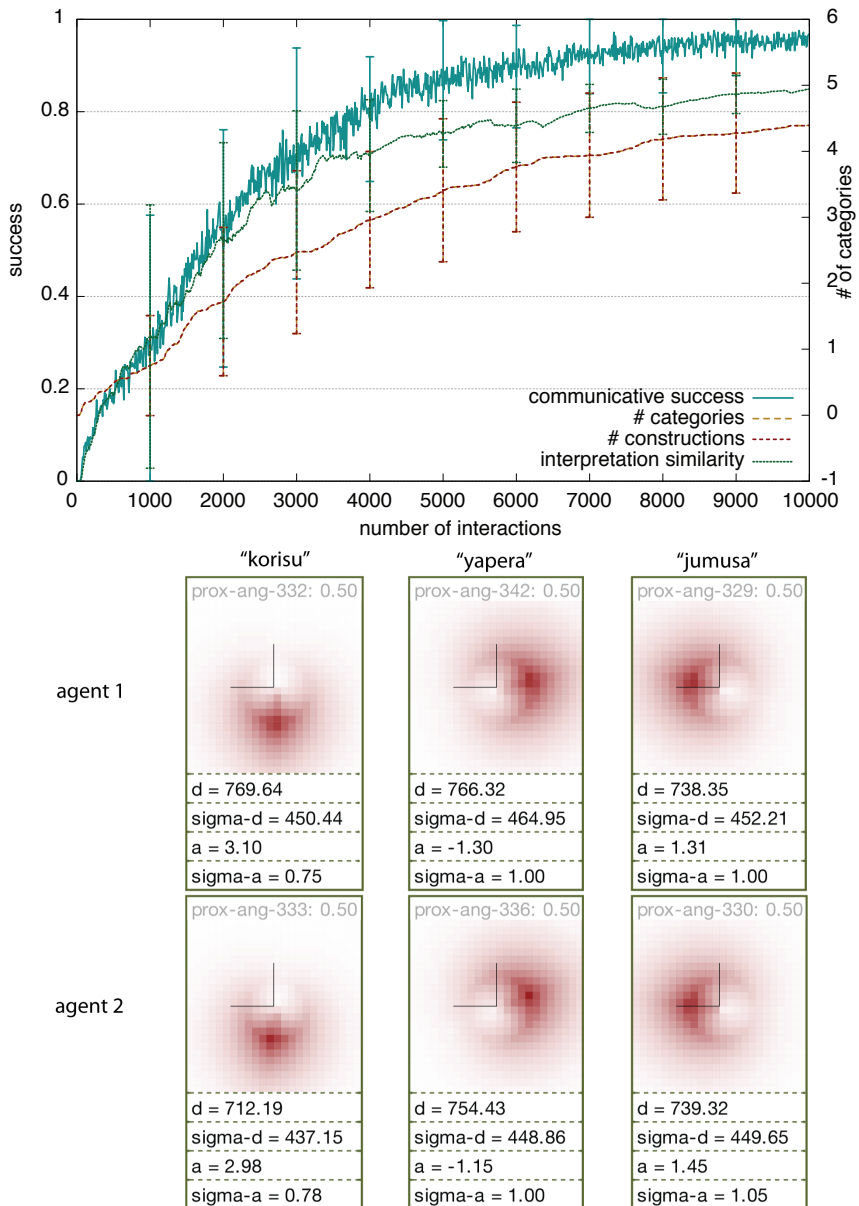 1
0.8
0.6
0.4
0.2
0
success
6
5
4
3
2
1
0
-1
# of categories
communicative success
# categories
# constructions
interpretation similarity
0 1000 2000 3000 4000 5000 6000 7000 8000 9000 10000
number of interactions
“korisu” “yapera” “jumusa”
agent 1
prox-ang-332: 0.50 prox-ang-342: 0.50 prox-ang-329: 0.50
d = 769.64 d = 766.32 d = 738.35
sigma-d = 450.44 sigma-d = 464.95 sigma-d = 452.21
a = 3.10 a = -1.30 a = 1.31
sigma-a = 0.75 sigma-a = 1.00 sigma-a = 1.00
agent 2
prox-ang-333: 0.50 prox-ang-336: 0.50 prox-ang-330: 0.50
d = 712.19 d = 754.43 d = 739.32
sigma-d = 437.15 sigma-d = 448.86 sigma-d = 449.65
a = 2.98 a = -1.15 a = 1.45
sigma-a = 0.78 sigma-a = 1.00 sigma-a = 1.05